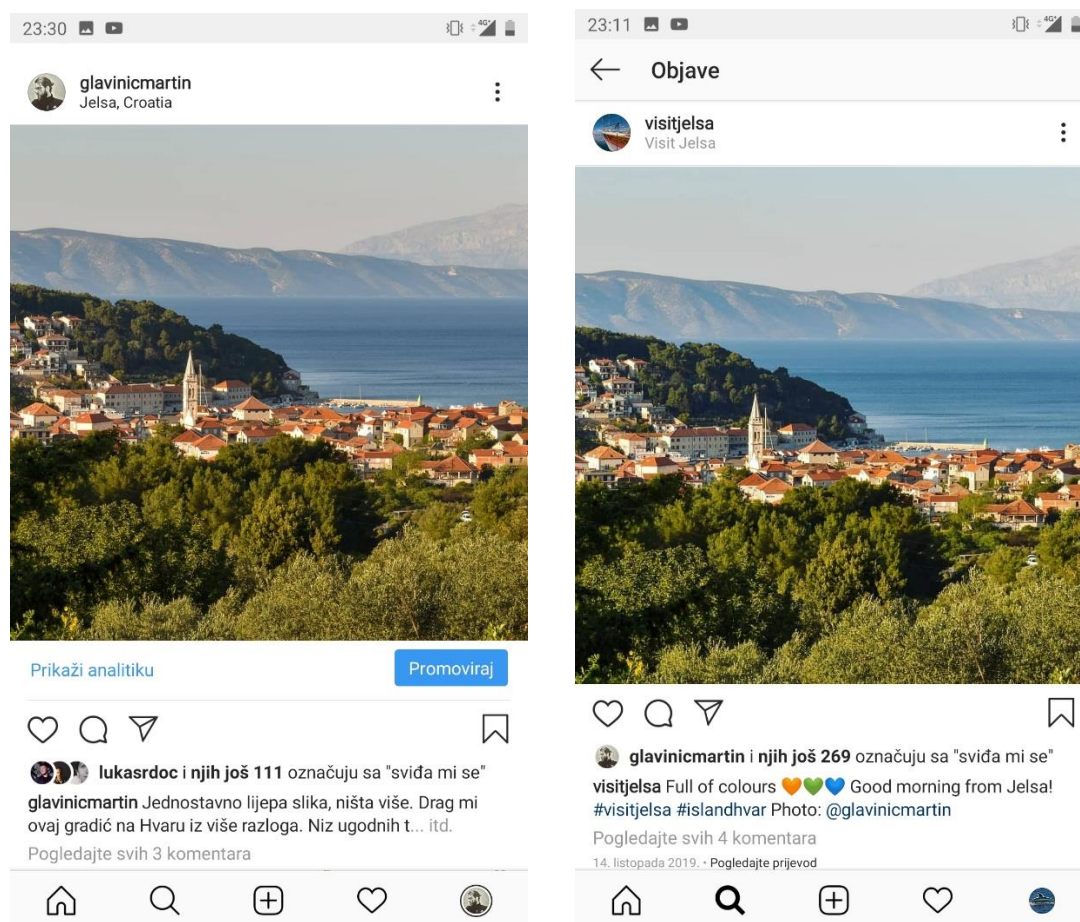 23:30
4G+
glavinicmartin
Jelsa, Croatia
Prikaži analitiku
Promoviraj
lukasrdoc i njih još 111 označuju sa "sviđa mi se"
glavinicmartin Jednostavno lijepa slika, ništa više. Drag mi
ovaj gradić na Hvaru iz više razloga. Niz ugodnih t... itd.
Pogledajte svih 3 komentara
23:11
4G+
Objave
visitjelsa
Visit Jelsa
glavinicmartin i njih još 269 označuju sa "sviđa mi se"
visitjelsa Full of colours 🧡💚💙 Good morning from Jelsa!
#visitjelsa #islandhvar Photo: @glavinicmartin
Pogledajte svih 4 komentara
14. listopada 2019. • Pogledajte prijevod